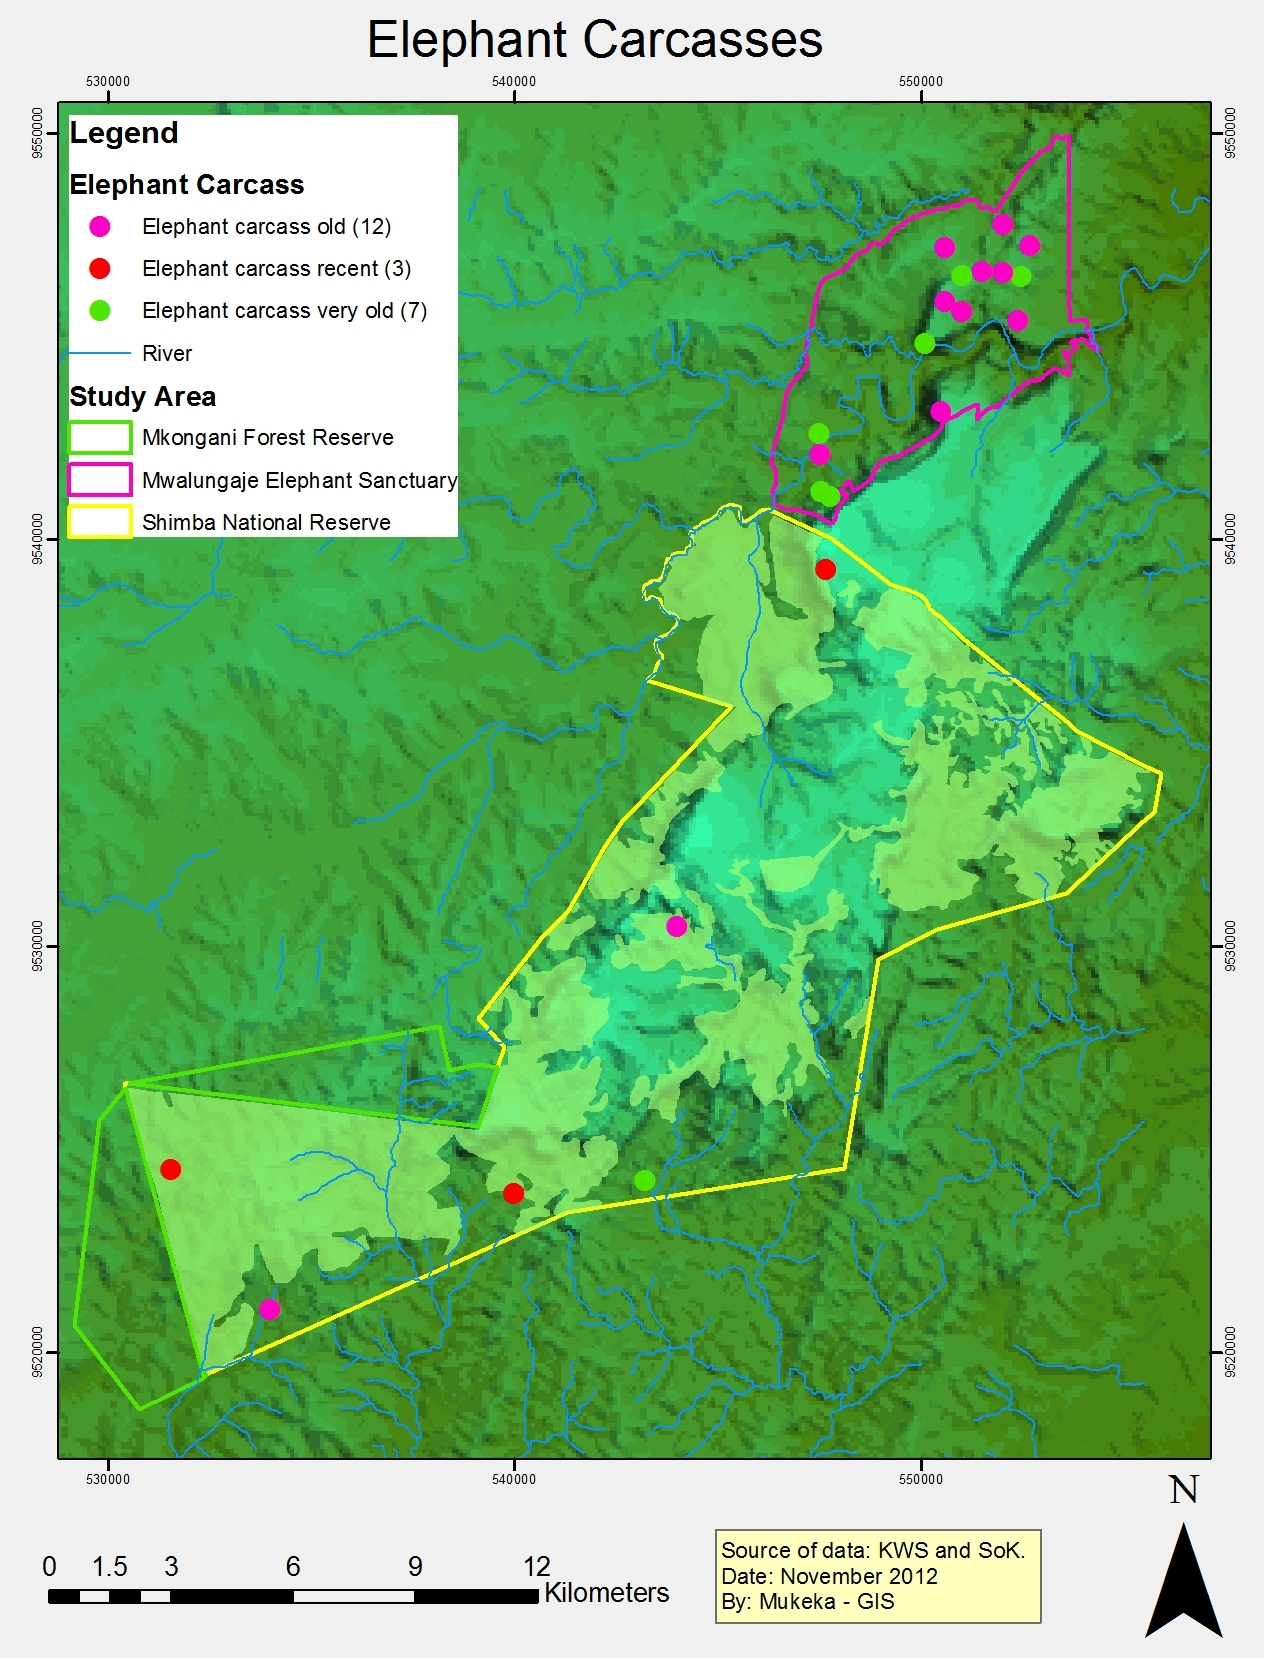 Elephant Carcasses
530000
540000
550000
9550000
9550000
Legend
Elephant Carcass
Elephant carcass old (12)
Elephant carcass recent (3)
Elephant carcass very old (7)
River
Study Area
Mkongani Forest Reserve
Mwalungaje Elephant Sanctuary
Shimba National Reserve
9540000
9540000
9530000
9530000
9520000
9520000
530000
540000
550000
N
0 1.5 3 6 9 12
Kilometers
Source of data: KWS and SoK.
Date: November 2012
By: Mukeka - GIS